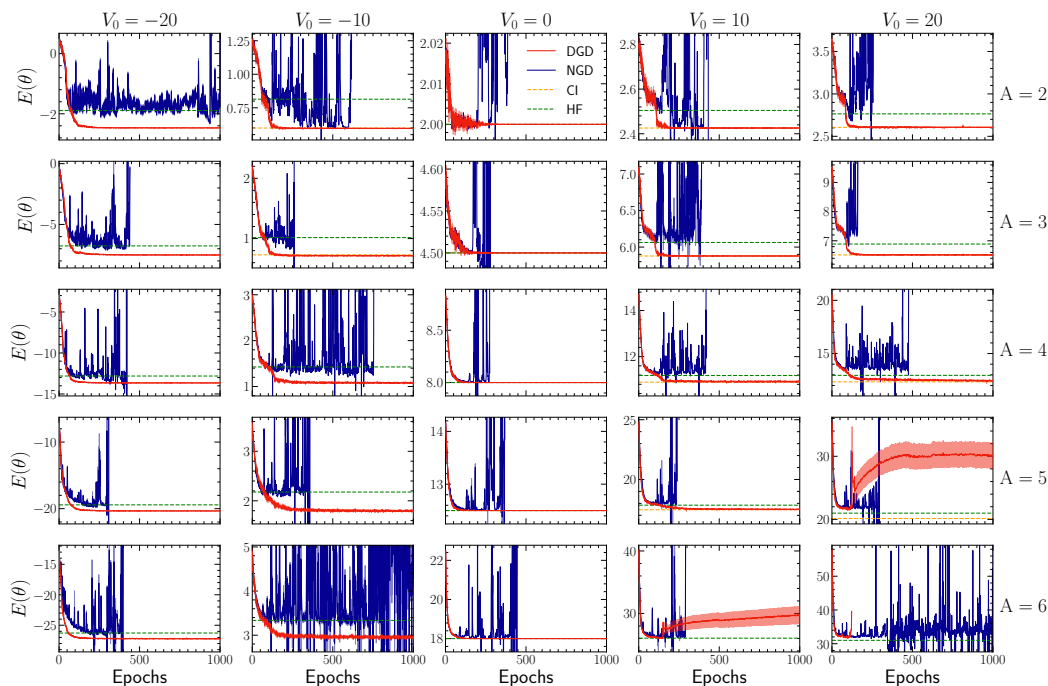 V₀ = −20 V₀ = −10 V₀ = 0 V₀ = 10 V₀ = 20
E(θ) 0 −2 1.25 1.00 0.75 2.02 2.01 2.00 DGD NGD CI HF 2.8 2.6 2.4 3.5 3.0 2.5 A = 2
E(θ) 0 −5 2 1 4.60 4.55 4.50 7.0 6.5 6.0 9 8 7 A = 3
E(θ) −5 −10 −15 3 2 1 8.5 8.0 14 12 10 20 15 10 A = 4
E(θ) −10 −15 −20 3 2 14 13 25 20 30 25 20 A = 5
E(θ) −15 −20 −25 5 4 3 22 20 18 40 30 50 40 30 A = 6
0 500 1000 0 500 1000 0 500 1000 0 500 1000 0 500 1000
Epochs Epochs Epochs Epochs Epochs